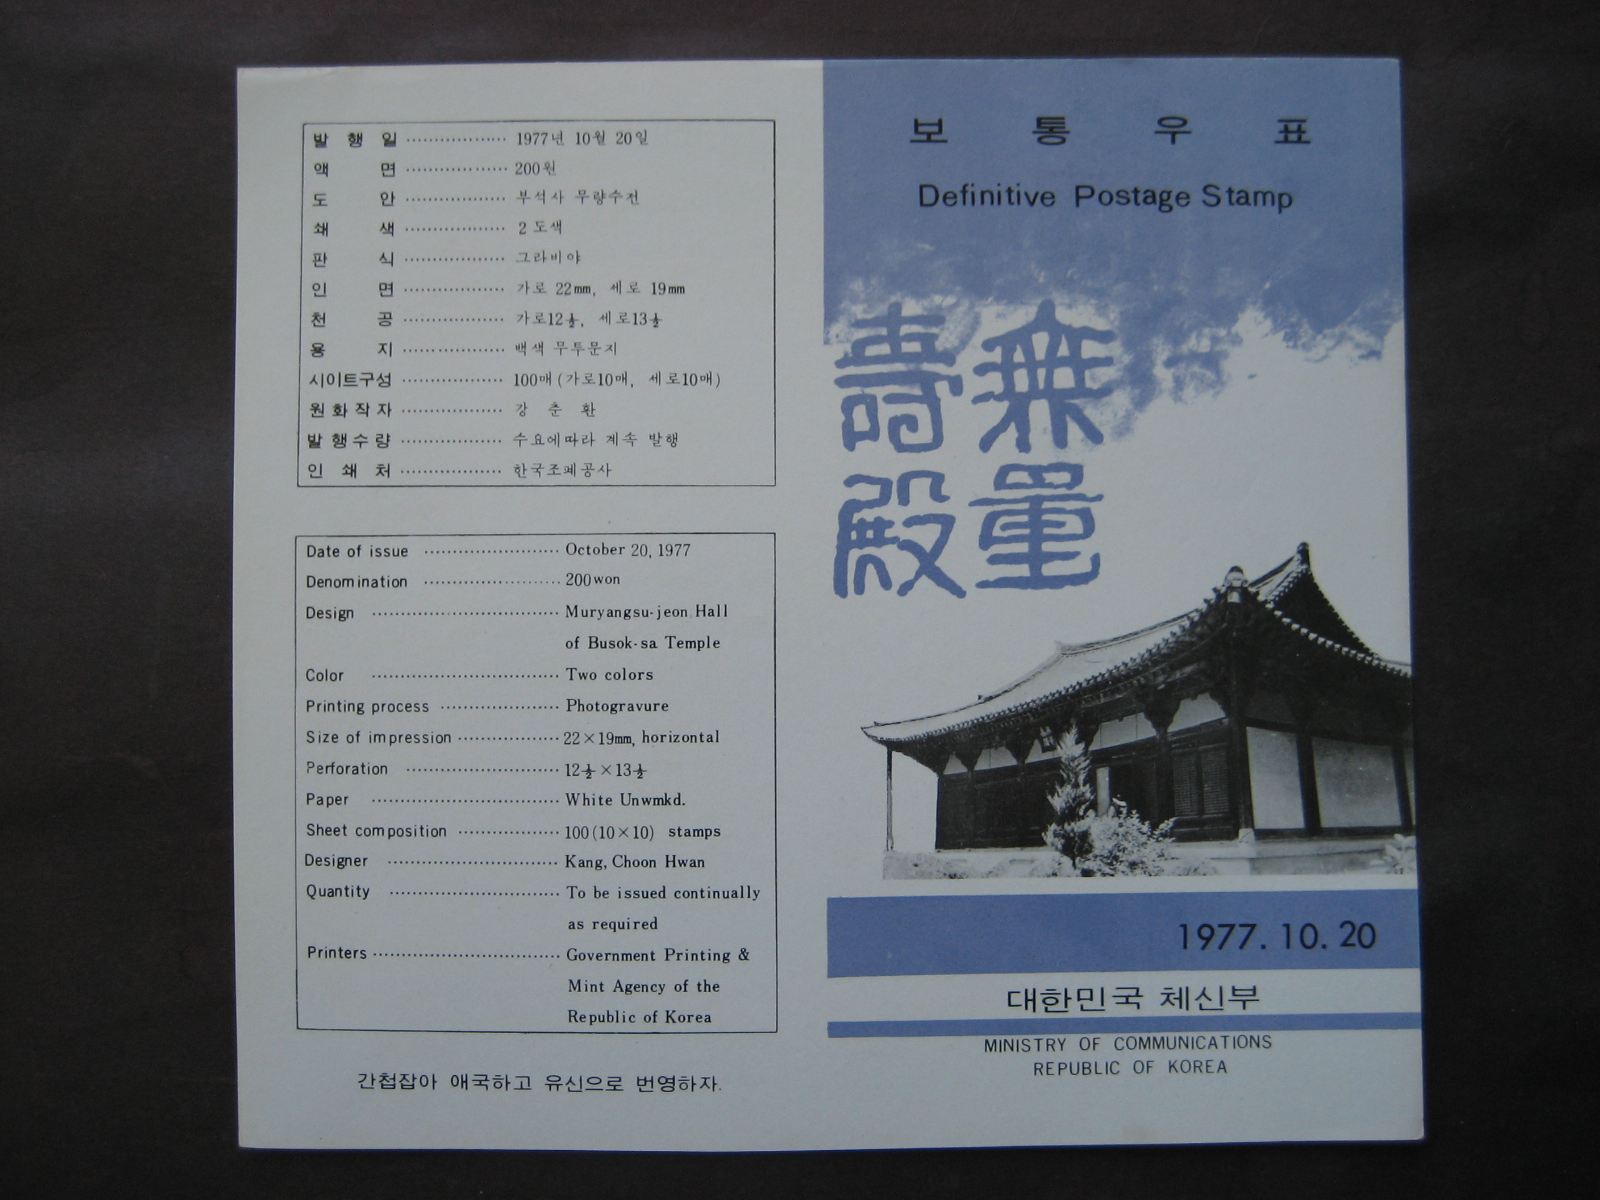 발 행 일 ·················· 1977년 10월 20일
액 면 ·················· 200원
도 안 ·················· 부석사 무량수전
쇄 색 ·················· 2 도색
판 식 ·················· 그라비아
인 면 ·················· 가로 22mm, 세로 19mm
천 공 ·················· 가로12½, 세로13½
용 지 ·················· 백색 무투문지
시이트구성 ·················· 100매 (가로10매, 세로10매)
원 화 작 자 ·················· 강 춘 환
발 행 수 량 ·················· 수요에따라 계속 발행
인 쇄 처 ·················· 한국조폐공사
Date of issue ························ October 20, 1977
Denomination ························ 200 won
Design ································· Muryangsu-jeon Hall
of Busok-sa Temple
Color ································· Two colors
Printing process ····················· Photogravure
Size of impression ·················· 22×19mm, horizontal
Perforation ··························· 12½×13½
Paper ································· White Unwmkd.
Sheet composition ·················· 100 (10×10) stamps
Designer ······························ Kang, Choon Hwan
Quantity ······························ To be issued continually
as required
Printers ································· Government Printing &
Mint Agency of the
Republic of Korea
간첩잡아 애국하고 유신으로 번영하자.
보 통 우 표
Definitive Postage Stamp
無量
壽殿
1977. 10. 20
대한민국 체신부
MINISTRY OF COMMUNICATIONS
REPUBLIC OF KOREA